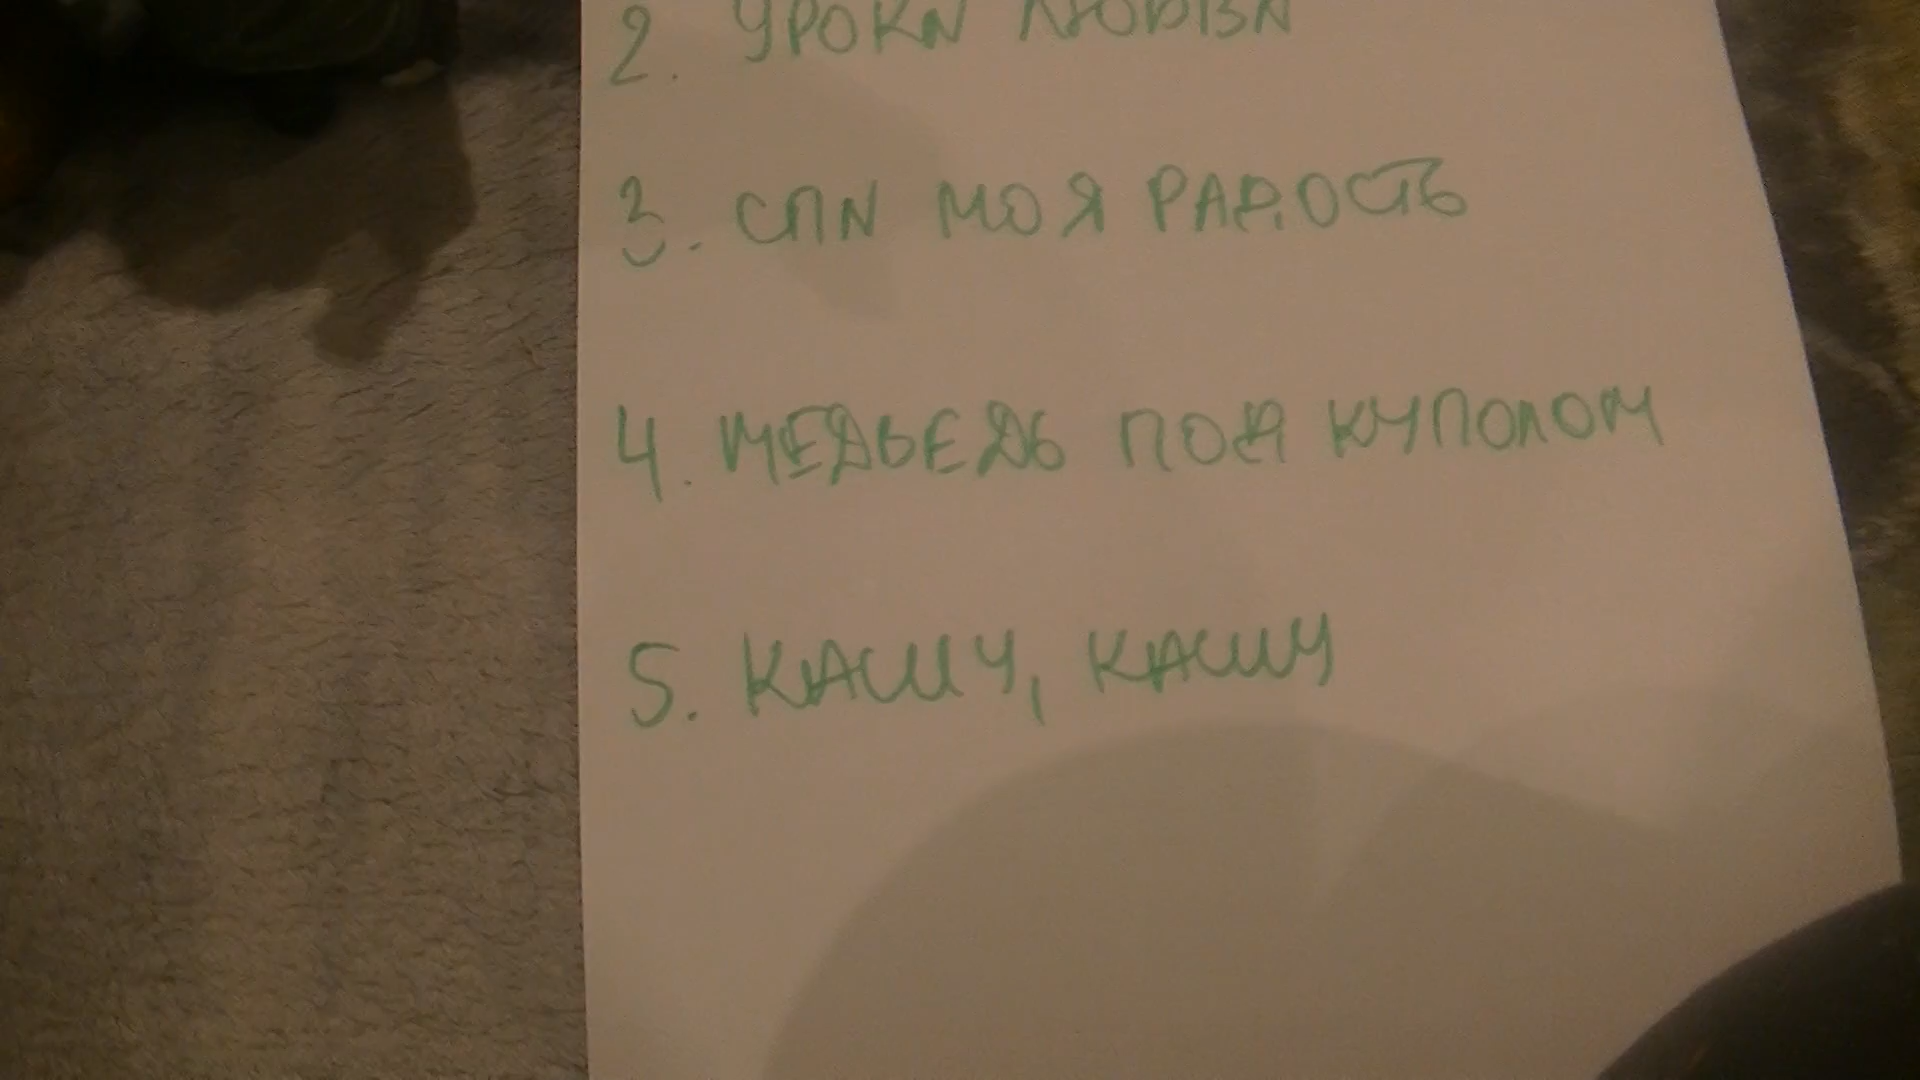 2. УРОКИ ЛЮБВИ
3. СПИ МОЯ РАДОСТЬ
4. МЕДВЕДЬ ПОД КУПОЛОМ
5. КАШУ, КАШУ